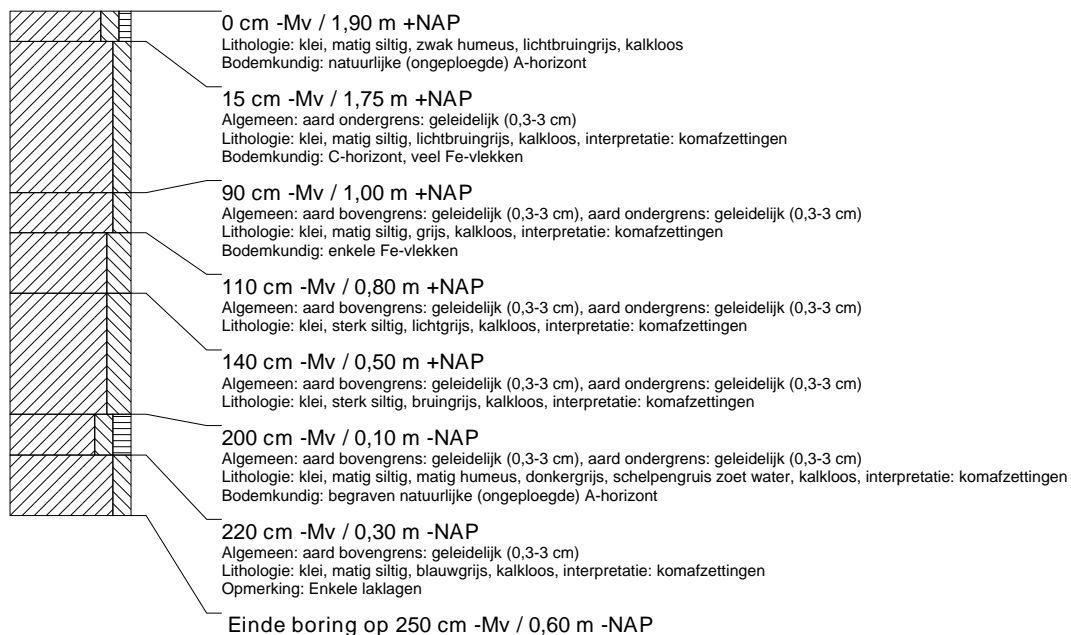 0 cm -Mv / 1,90 m +NAP
Lithologie: klei, matig siltig, zwak humeus, lichtbruingrijs, kalkloos
Bodemkundig: natuurlijke (ongeploegde) A-horizont
15 cm -Mv / 1,75 m +NAP
Algemeen: aard ondergrens: geleidelijk (0,3-3 cm)
Lithologie: klei, matig siltig, lichtbruingrijs, kalkloos, interpretatie: komafzettingen
Bodemkundig: C-horizont, veel Fe-vlekken
90 cm -Mv / 1,00 m +NAP
Algemeen: aard bovengrens: geleidelijk (0,3-3 cm), aard ondergrens: geleidelijk (0,3-3 cm)
Lithologie: klei, matig siltig, grijs, kalkloos, interpretatie: komafzettingen
Bodemkundig: enkele Fe-vlekken
110 cm -Mv / 0,80 m +NAP
Algemeen: aard bovengrens: geleidelijk (0,3-3 cm), aard ondergrens: geleidelijk (0,3-3 cm)
Lithologie: klei, sterk siltig, lichtgrijs, kalkloos, interpretatie: komafzettingen
140 cm -Mv / 0,50 m +NAP
Algemeen: aard bovengrens: geleidelijk (0,3-3 cm), aard ondergrens: geleidelijk (0,3-3 cm)
Lithologie: klei, sterk siltig, bruingrijs, kalkloos, interpretatie: komafzettingen
200 cm -Mv / 0,10 m -NAP
Algemeen: aard bovengrens: geleidelijk (0,3-3 cm), aard ondergrens: geleidelijk (0,3-3 cm)
Lithologie: klei, matig siltig, matig humeus, donkergrijs, schelpengruis zoet water, kalkloos, interpretatie: komafzettingen
Bodemkundig: begraven natuurlijke (ongeploegde) A-horizont
220 cm -Mv / 0,30 m -NAP
Algemeen: aard bovengrens: geleidelijk (0,3-3 cm)
Lithologie: klei, matig siltig, blauwgrijs, kalkloos, interpretatie: komafzettingen
Opmerking: Enkele laklagen
Einde boring op 250 cm -Mv / 0,60 m -NAP